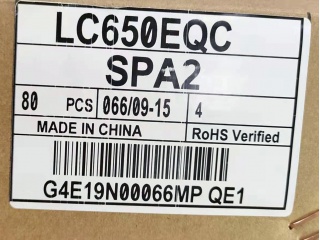 LC650EQC
SPA2
80 PCS 066/09-15 4
MADE IN CHINA RoHS Verified
G4E19N00066MP QE1